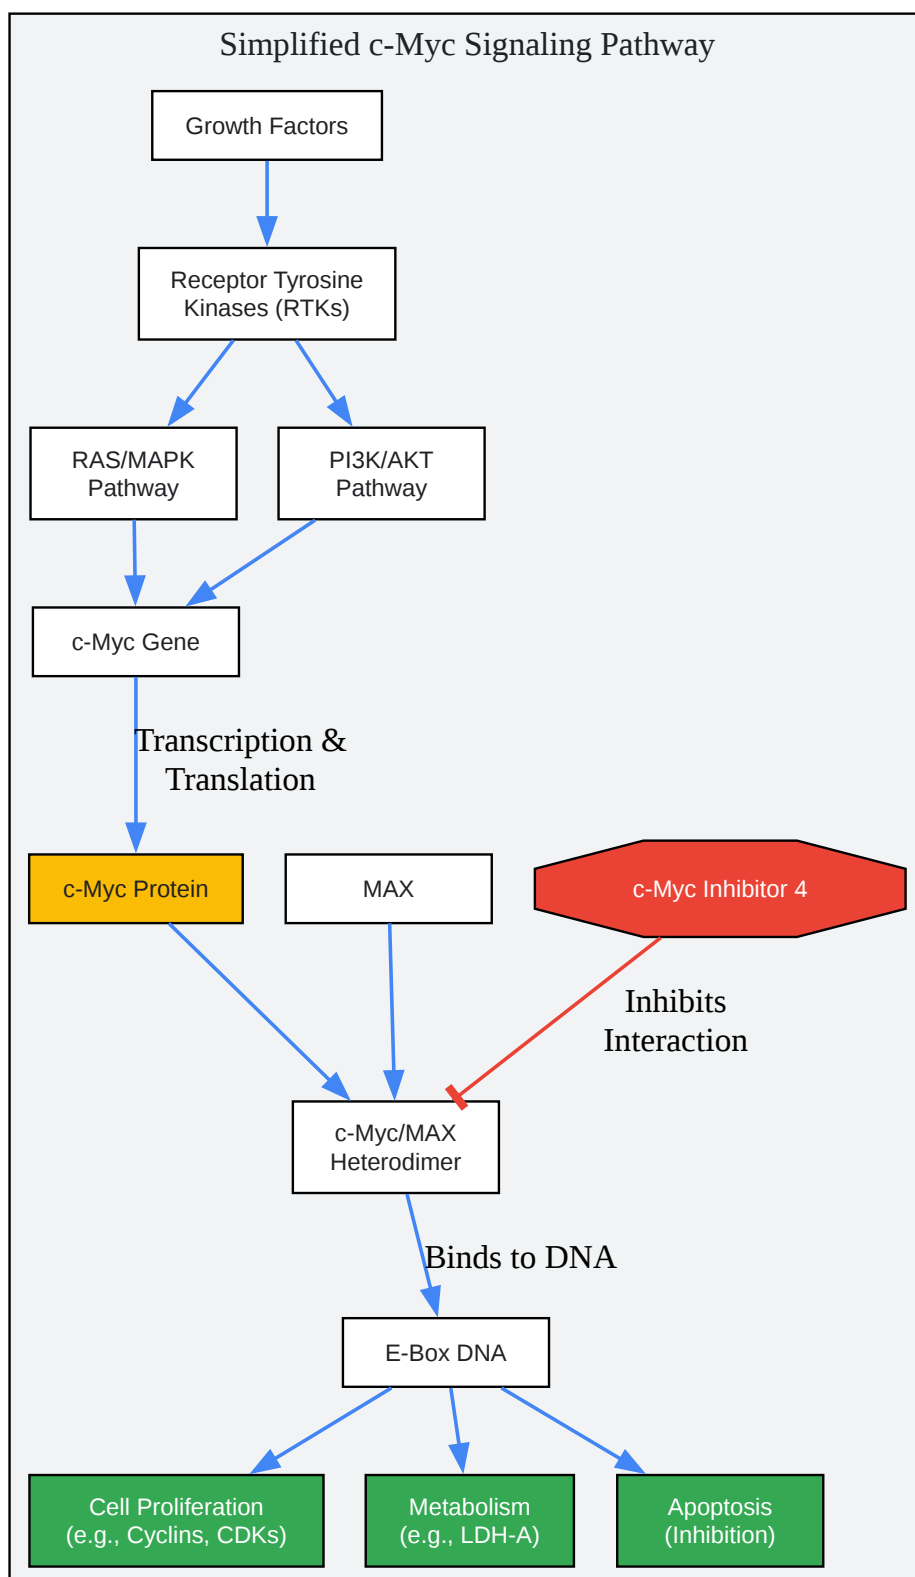 Simplified c-Myc Signaling Pathway
Growth Factors
Receptor Tyrosine
Kinases (RTKs)
RAS/MAPK
Pathway
PI3K/AKT
Pathway
c-Myc Gene
Transcription &
Translation
c-Myc Protein
MAX
c-Myc Inhibitor 4
Inhibits
Interaction
c-Myc/MAX
Heterodimer
Binds to DNA
E-Box DNA
Cell Proliferation
(e.g., Cyclins, CDKs)
Metabolism
(e.g., LDH-A)
Apoptosis
(Inhibition)